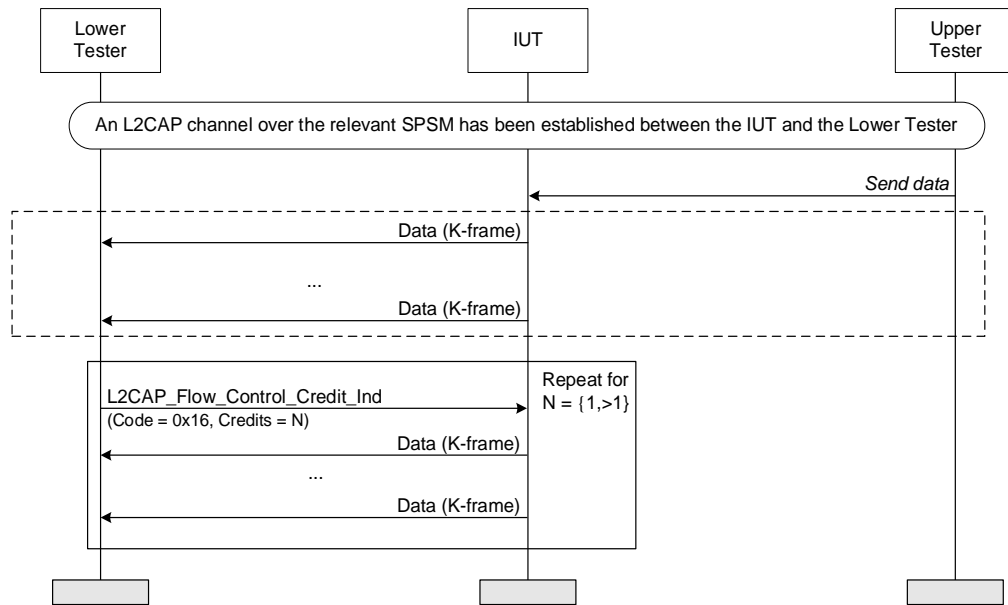 Lower
Tester
IUT
Upper
Tester
An L2CAP channel over the relevant SPSM has been established between the IUT and the Lower Tester
Send data
Data (K-frame)
...
Data (K-frame)
L2CAP_Flow_Control_Credit_Ind
(Code = 0x16, Credits = N)
Repeat for
N = {1,>1}
Data (K-frame)
...
Data (K-frame)